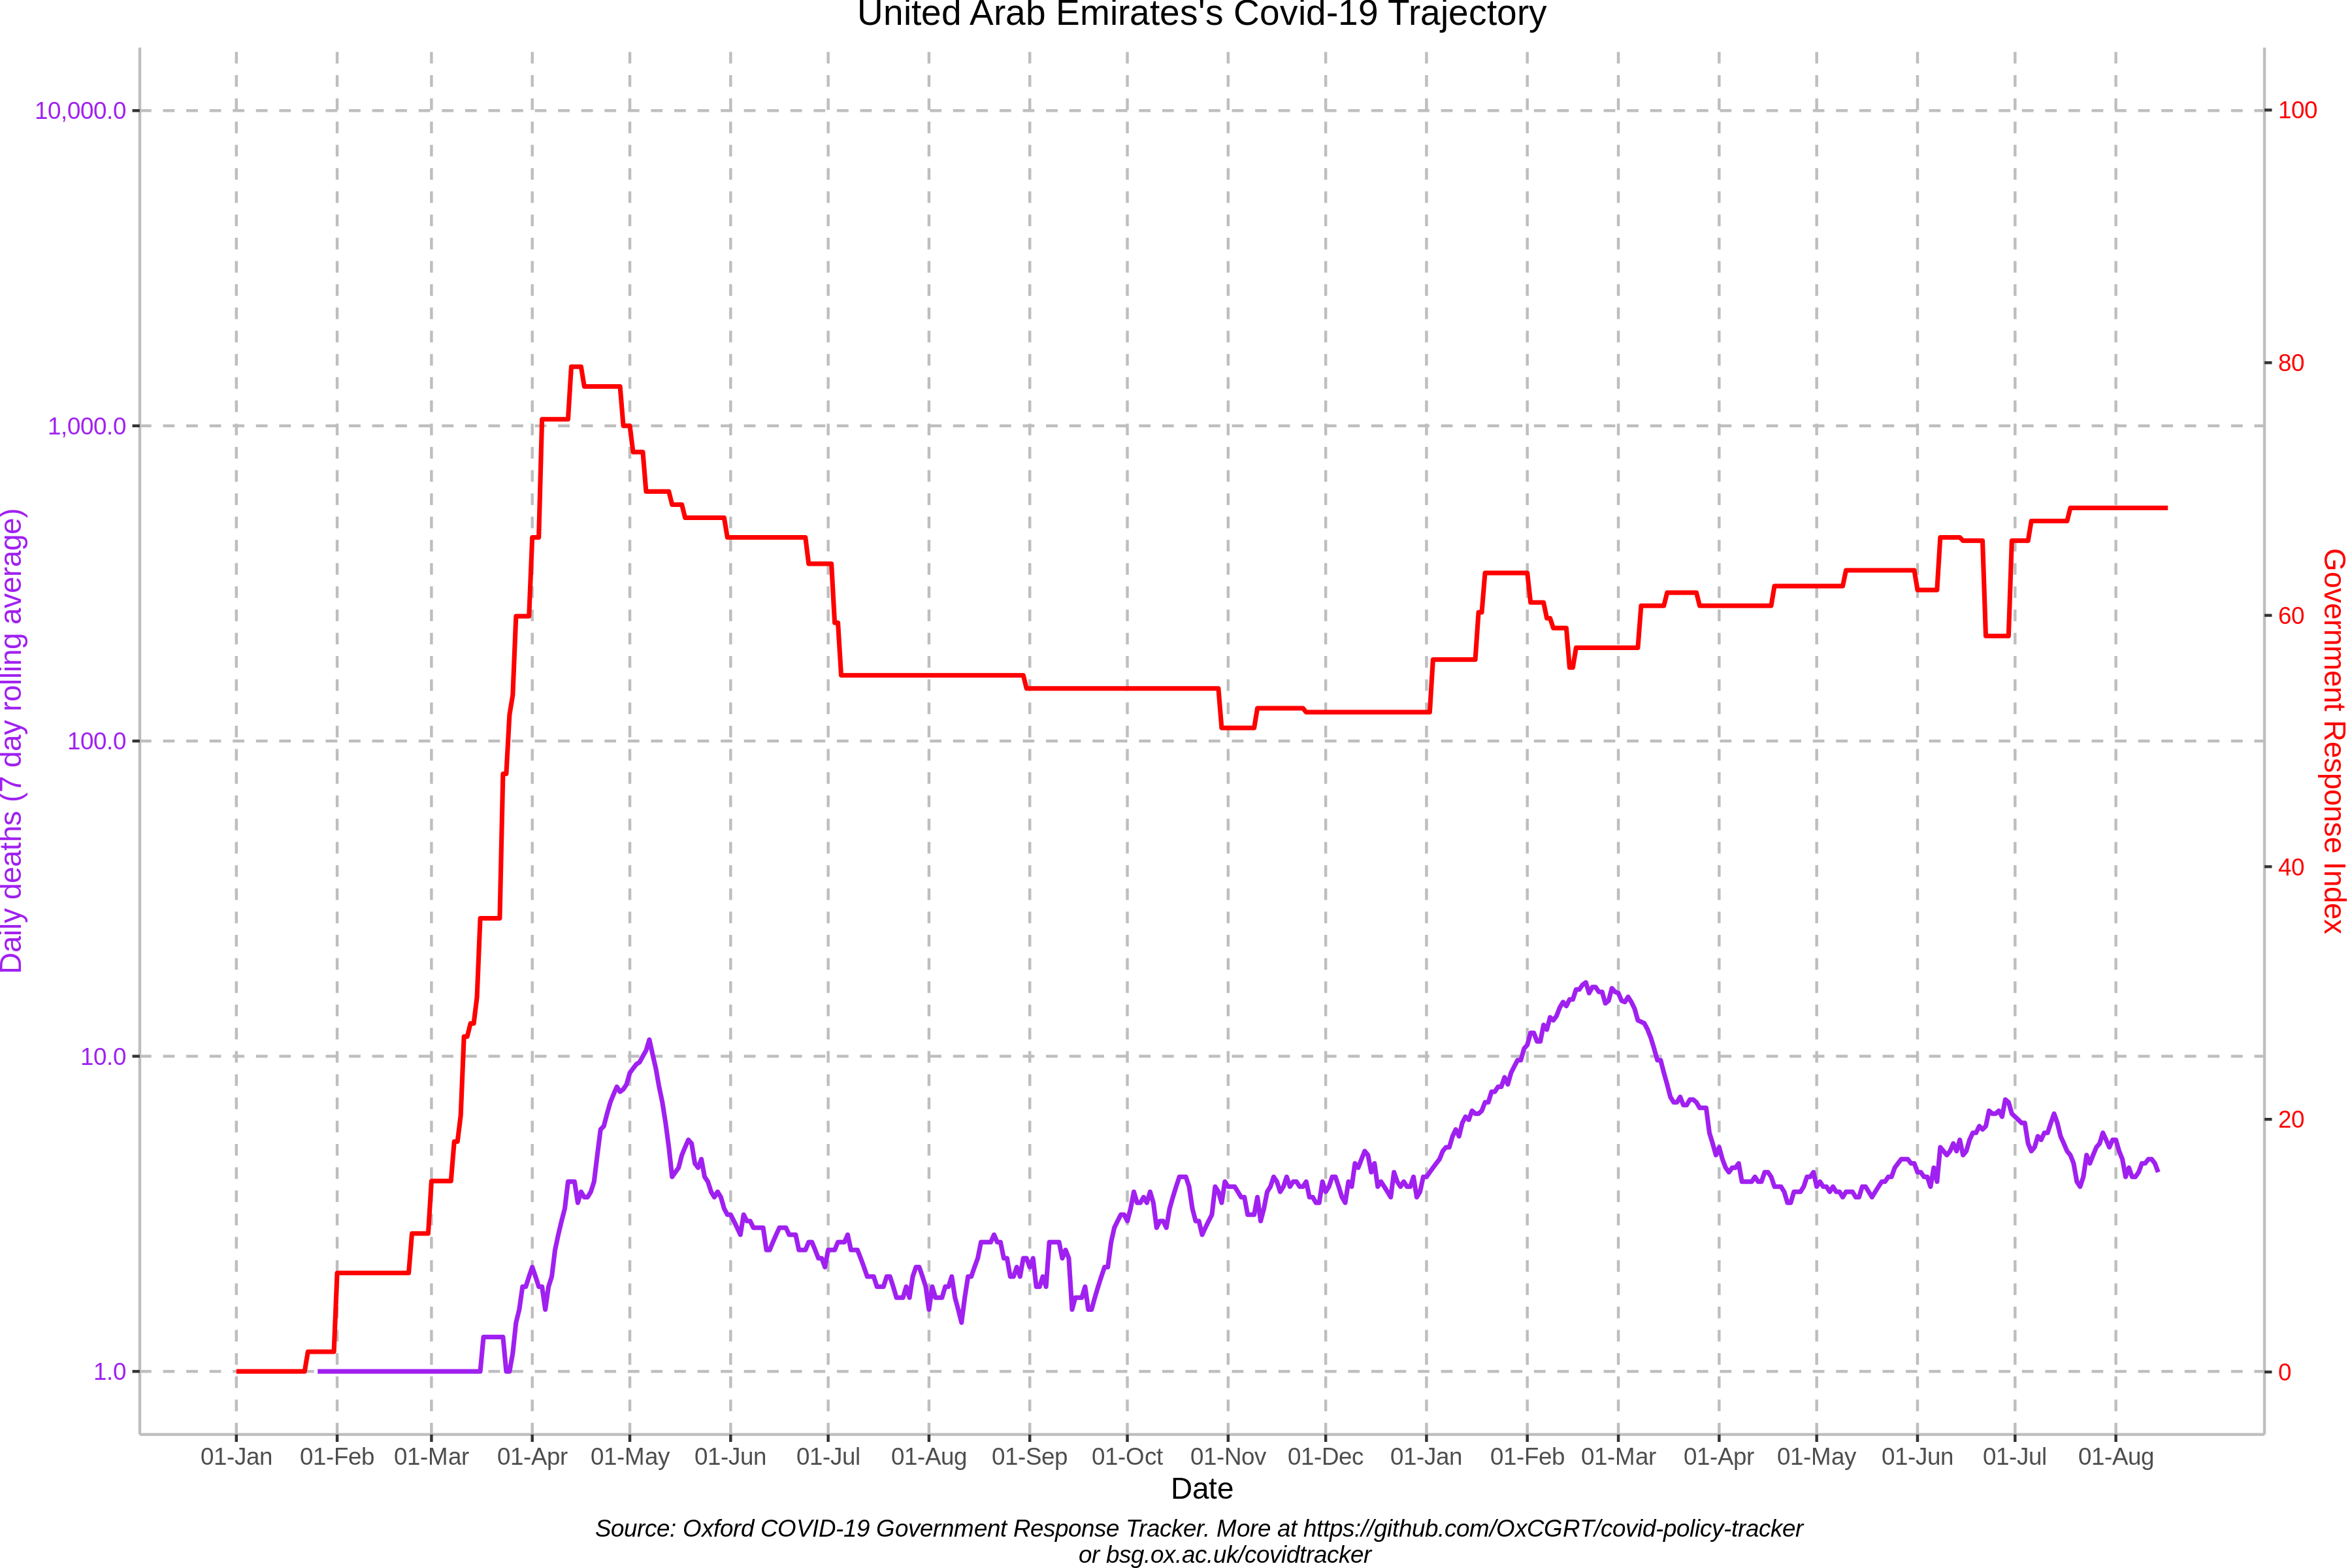 United Arab Emirates's Covid-19 Trajectory
10,000.0
1,000.0
100.0
10.0
1.0
Daily deaths (7 day rolling average)
100
80
60
40
20
0
Government Response Index
01-Jan 01-Feb 01-Mar 01-Apr 01-May 01-Jun 01-Jul 01-Aug 01-Sep 01-Oct 01-Nov 01-Dec 01-Jan 01-Feb 01-Mar 01-Apr 01-May 01-Jun 01-Jul 01-Aug
Date
Source: Oxford COVID-19 Government Response Tracker. More at https://github.com/OxCGRT/covid-policy-tracker
or bsg.ox.ac.uk/covidtracker